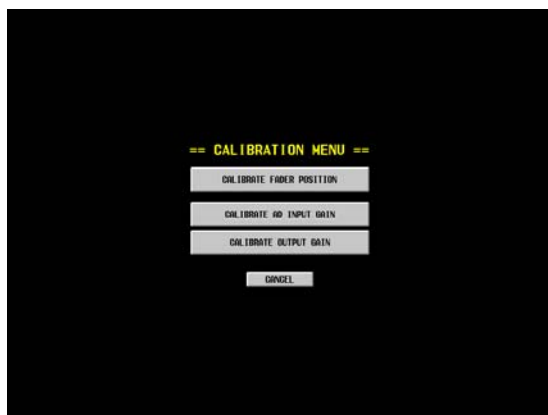 == CALIBRATION MENU ==
CALIBRATE FADER POSITION
CALIBRATE AD INPUT GAIN
CALIBRATE OUTPUT GAIN
CANCEL